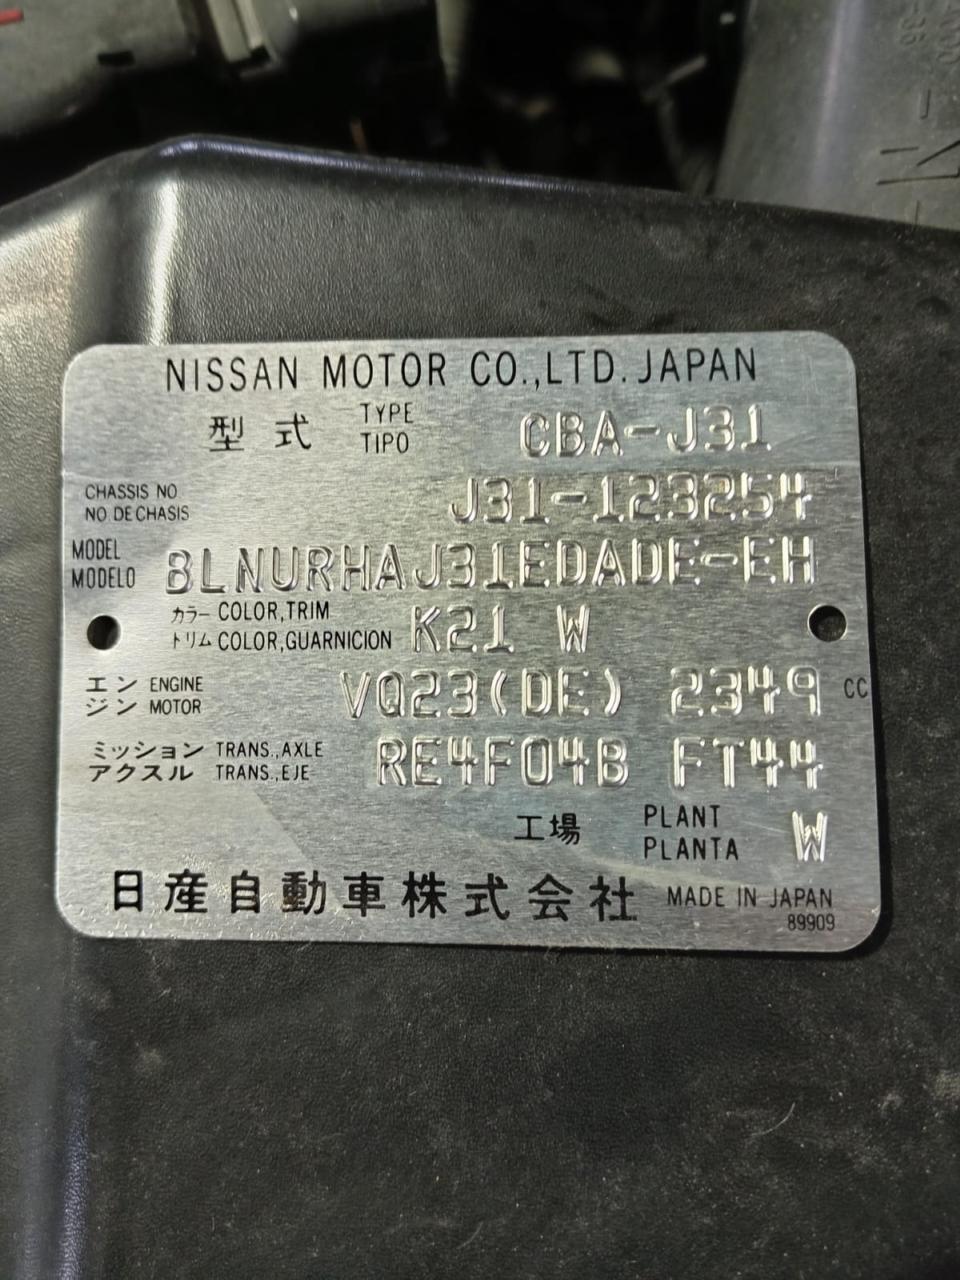 NISSAN MOTOR CO.,LTD. JAPAN
型式 TYPE TIPO CBA-J31
CHASSIS NO
NO DE CHASIS
J31-123254
MODEL
MODELO
BLNURHAJ31EDADE-EH
カラー COLOR,TRIM
トリム COLOR,GUARNICION
K21 W
エン ENGINE
ジン MOTOR
VQ23(DE) 2349 CC
ミッション TRANS.,AXLE
アクスル TRANS.,EJE
RE4F04B FT44
工場 PLANT PLANTA W
日産自動車株式会社 MADE IN JAPAN
89909